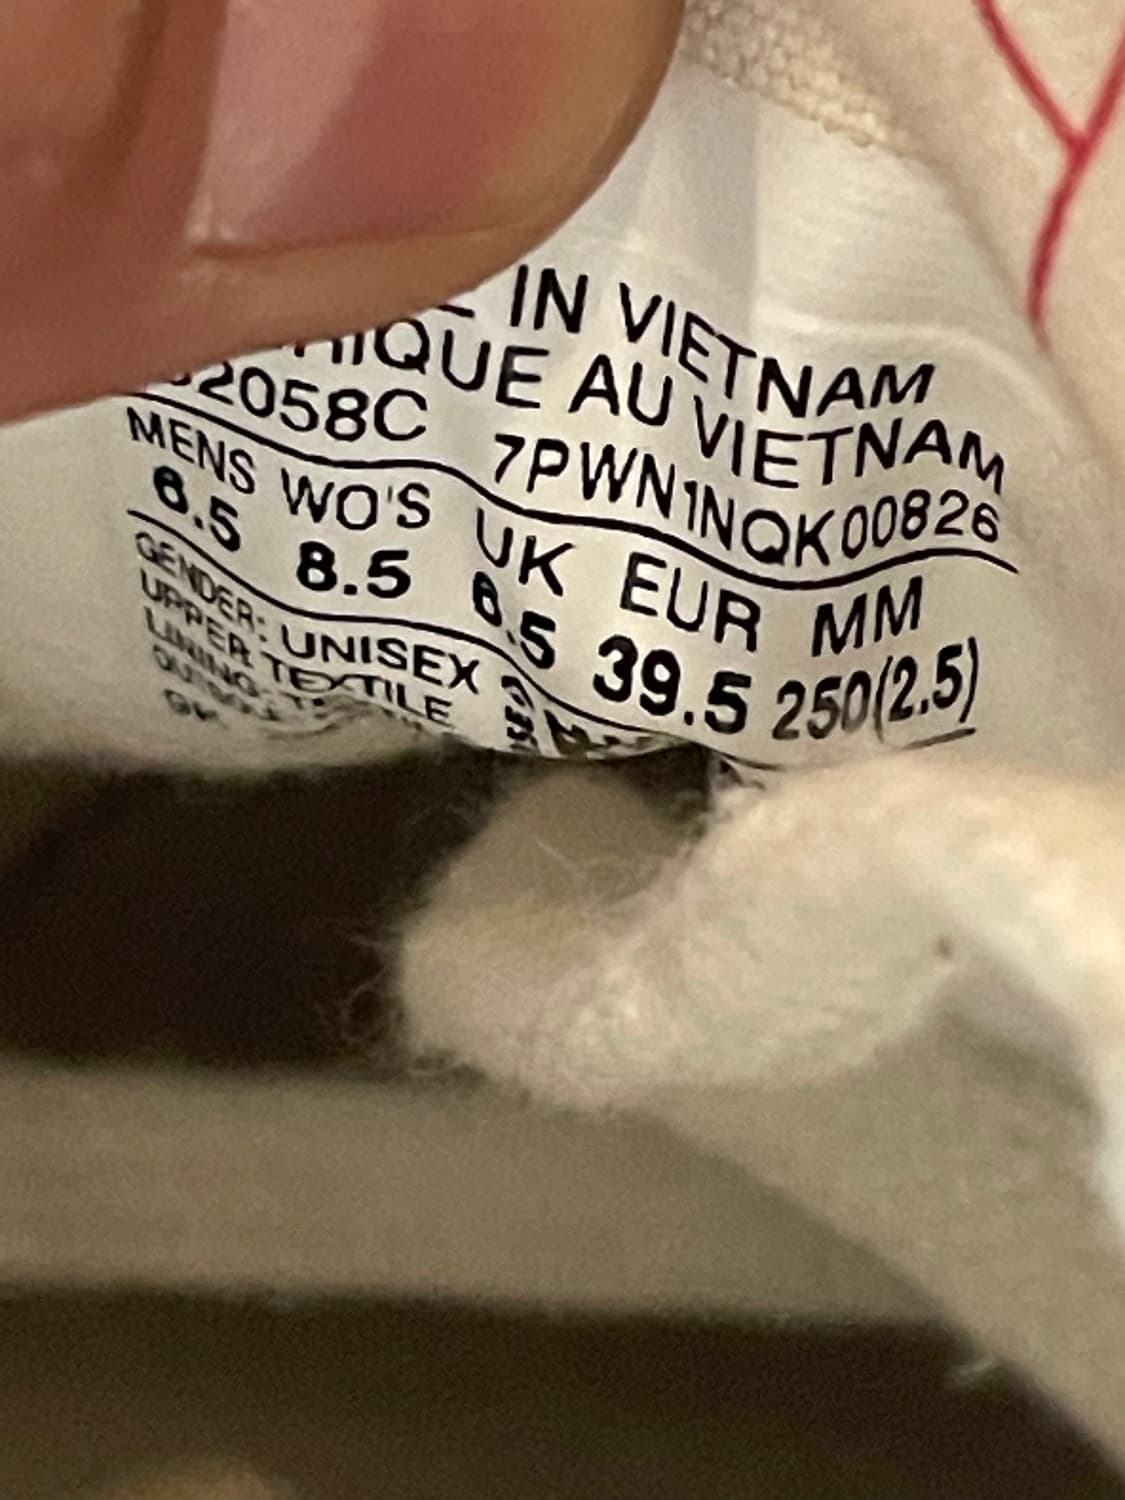 IN VIETNAM
AU VIETNAM
2058C 7PWN1NQK00826
MENS WO'S UK EUR MM
6.5 8.5 6.5 39.5 250(2.5)
GENDER: UNISEX
UPPER TEXTILE
LINING: